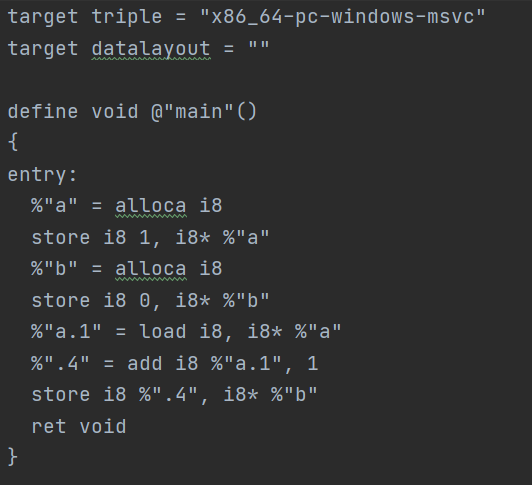 target triple = "x86_64-pc-windows-msvc"
target datalayout = ""

define void @"main"()
{
entry:
  %"a" = alloca i8
  store i8 1, i8* %"a"
  %"b" = alloca i8
  store i8 0, i8* %"b"
  %"a.1" = load i8, i8* %"a"
  %".4" = add i8 %"a.1", 1
  store i8 %".4", i8* %"b"
  ret void
}